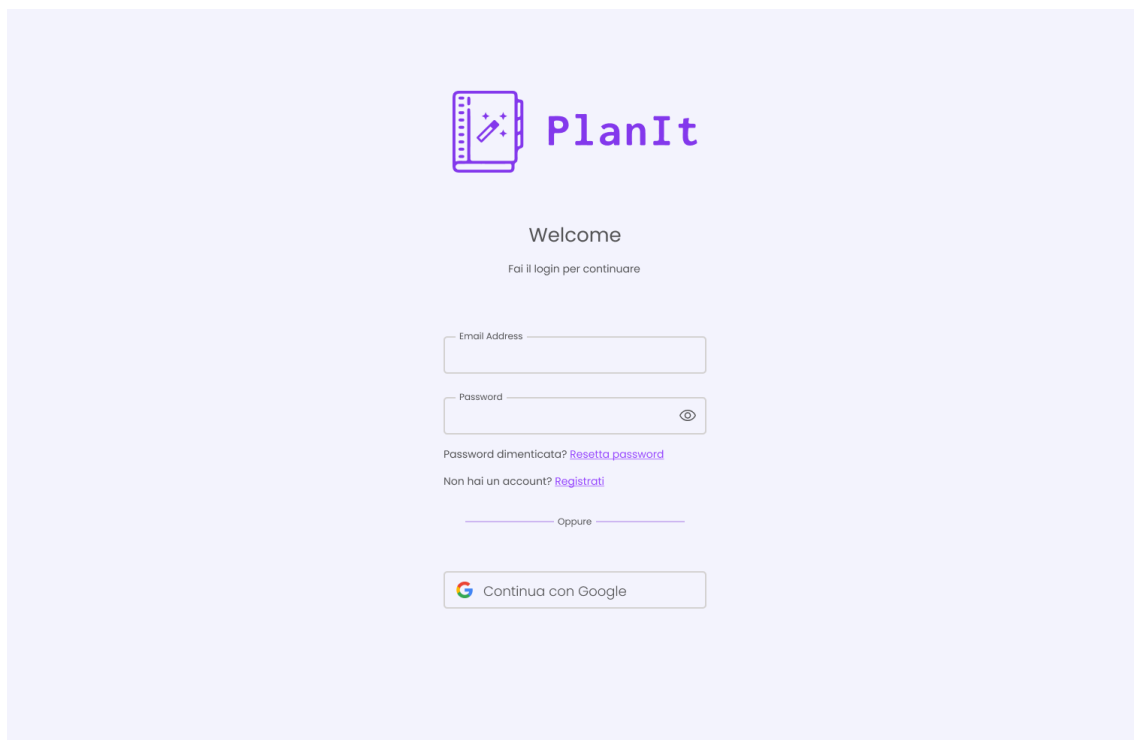 PlanIt
Welcome
Fai il login per continuare
Email Address
Password
Password dimenticata? Resetta password
Non hai un account? Registrati
Oppure
Continua con Google